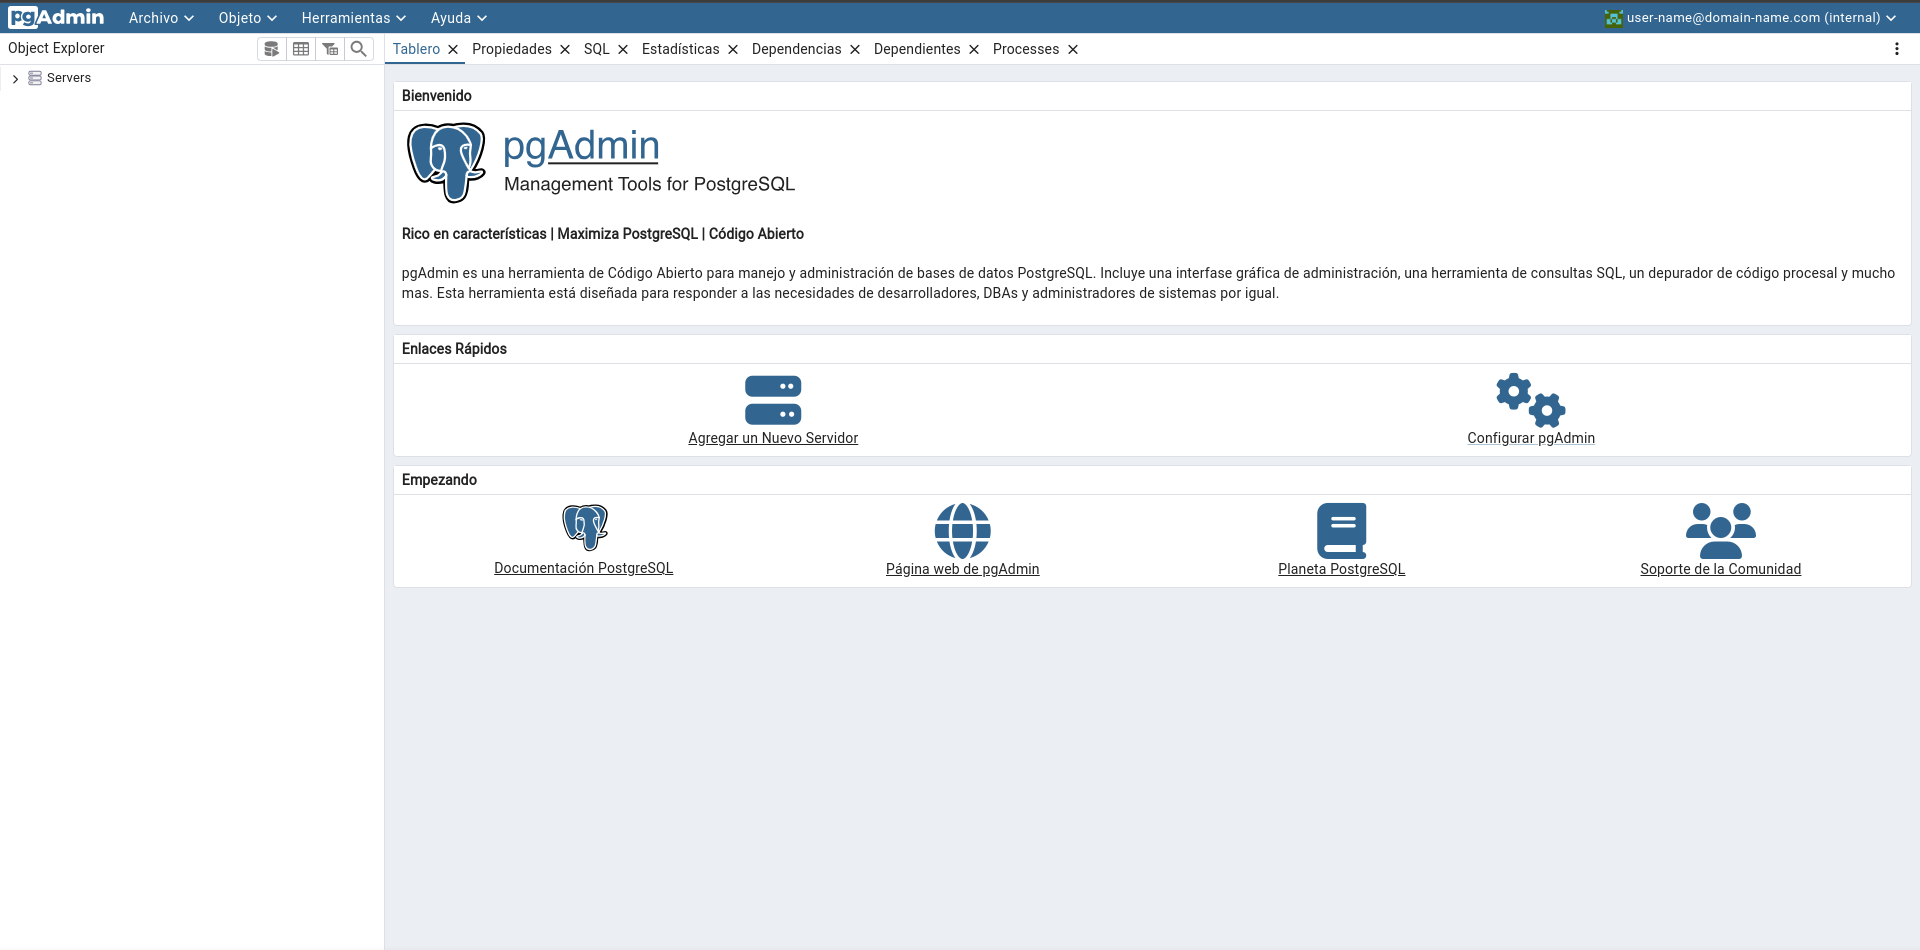 pgAdmin Archivo Objeto Herramientas Ayuda user-name@domain-name.com (internal)
Object Explorer Tablero Propiedades SQL Estadísticas Dependencias Dependientes Processes
Servers
Bienvenido
pgAdmin
Management Tools for PostgreSQL
Rico en características | Maximiza PostgreSQL | Código Abierto
pgAdmin es una herramienta de Código Abierto para manejo y administración de bases de datos PostgreSQL. Incluye una interfase gráfica de administración, una herramienta de consultas SQL, un depurador de código procesal y mucho
mas. Esta herramienta está diseñada para responder a las necesidades de desarrolladores, DBAs y administradores de sistemas por igual.
Enlaces Rápidos
Agregar un Nuevo Servidor Configurar pgAdmin
Empezando
Documentación PostgreSQL Página web de pgAdmin Planeta PostgreSQL Soporte de la Comunidad